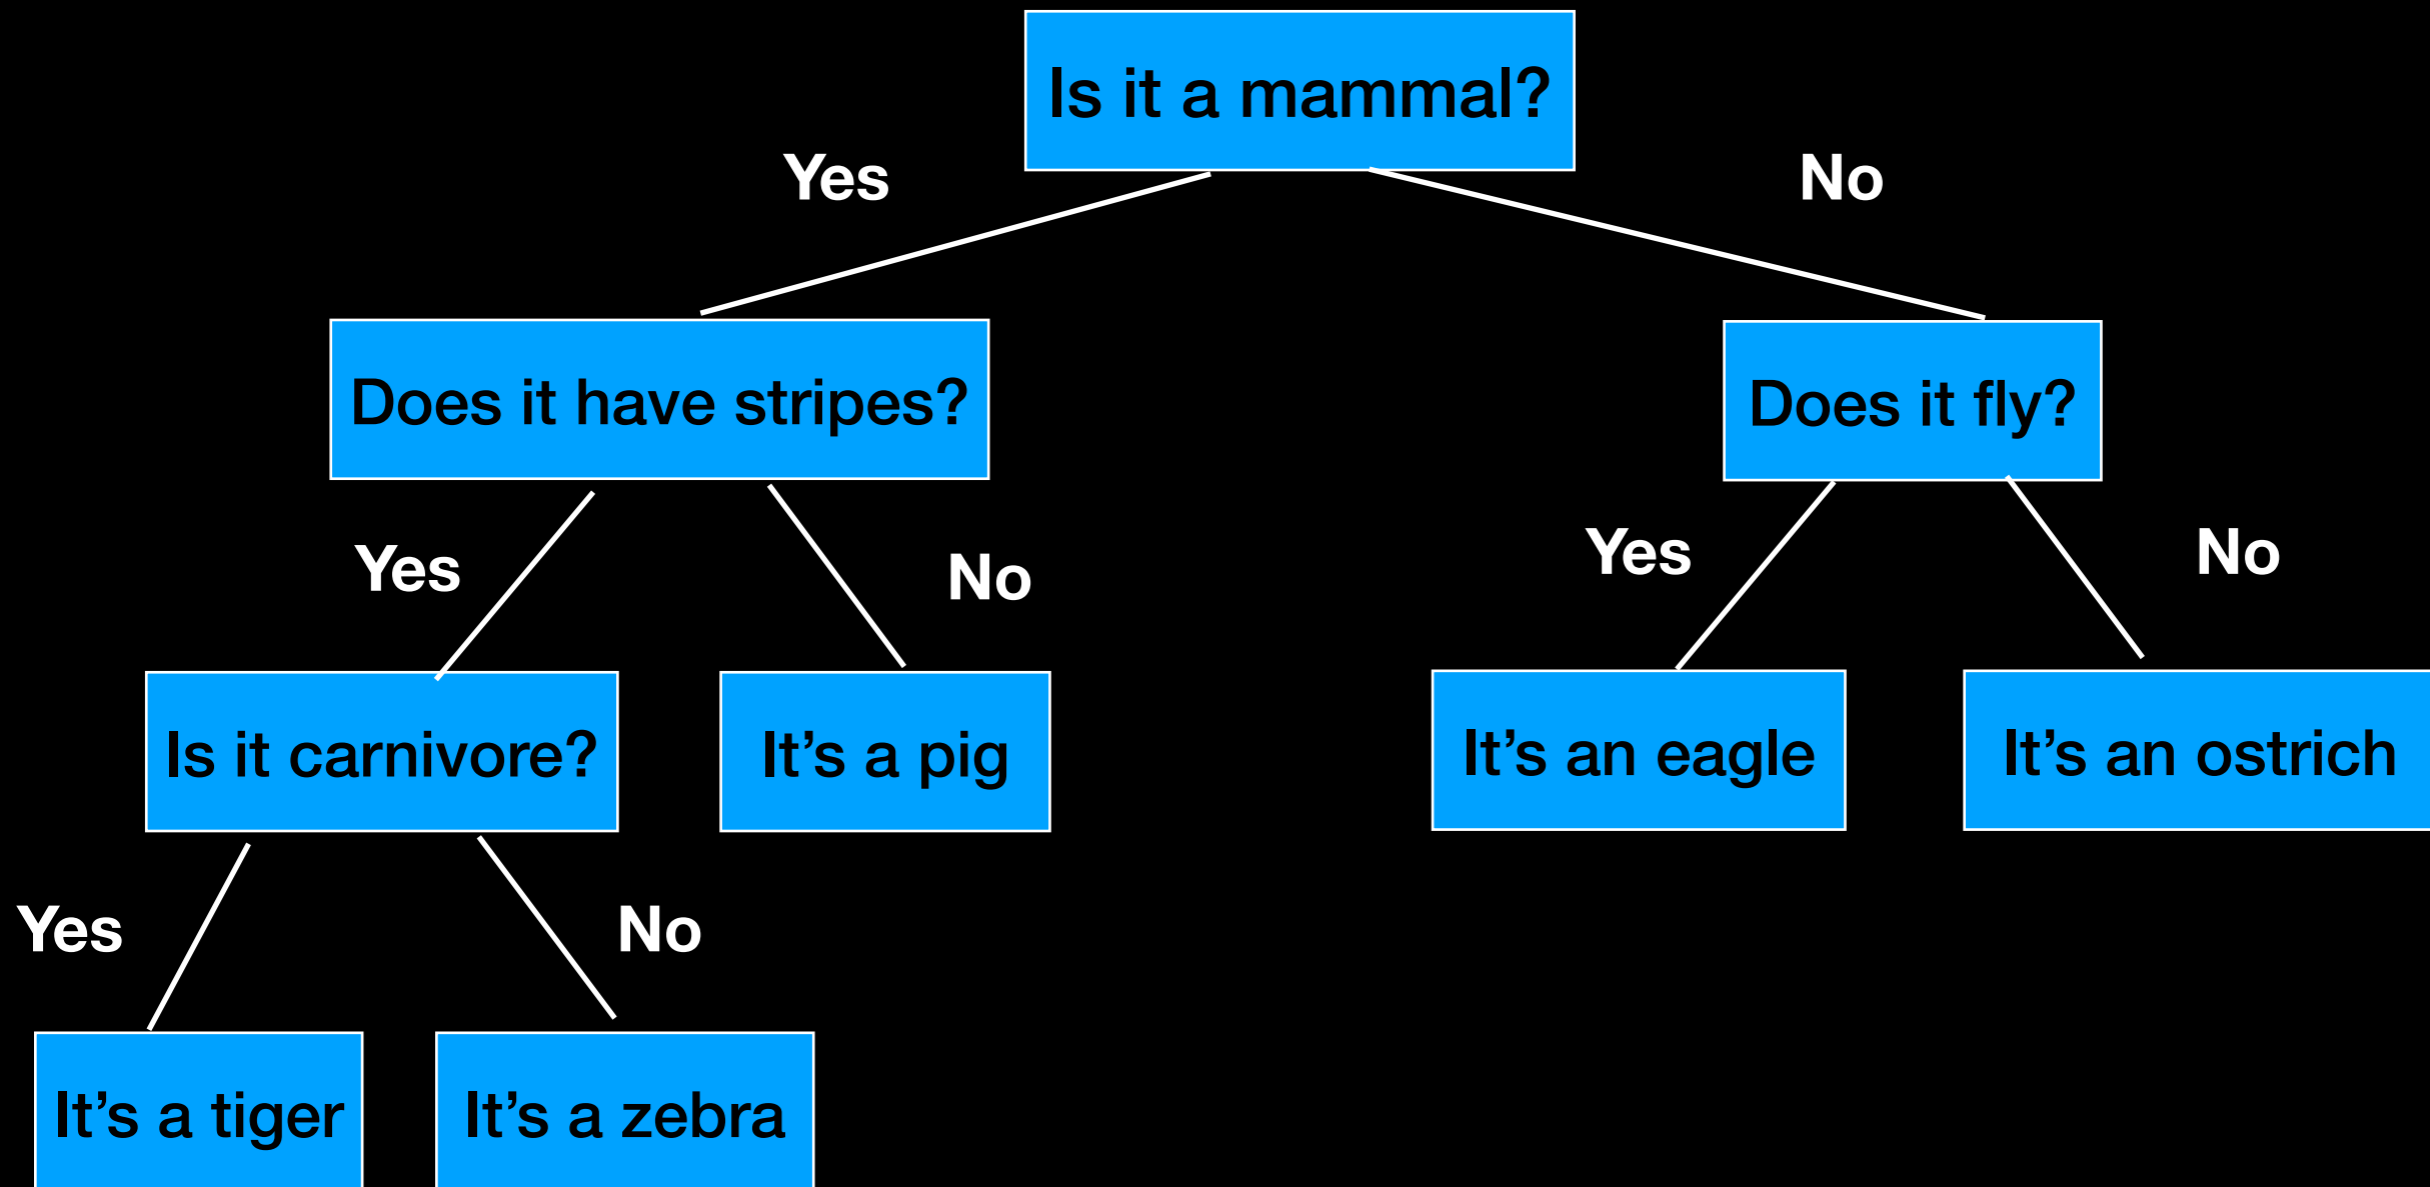 Is it a mammal?
Yes
No
Does it have stripes?
Does it fly?
Yes
No
Yes
No
Is it carnivore?
It’s a pig
It’s an eagle
It’s an ostrich
Yes
No
It’s a tiger
It’s a zebra